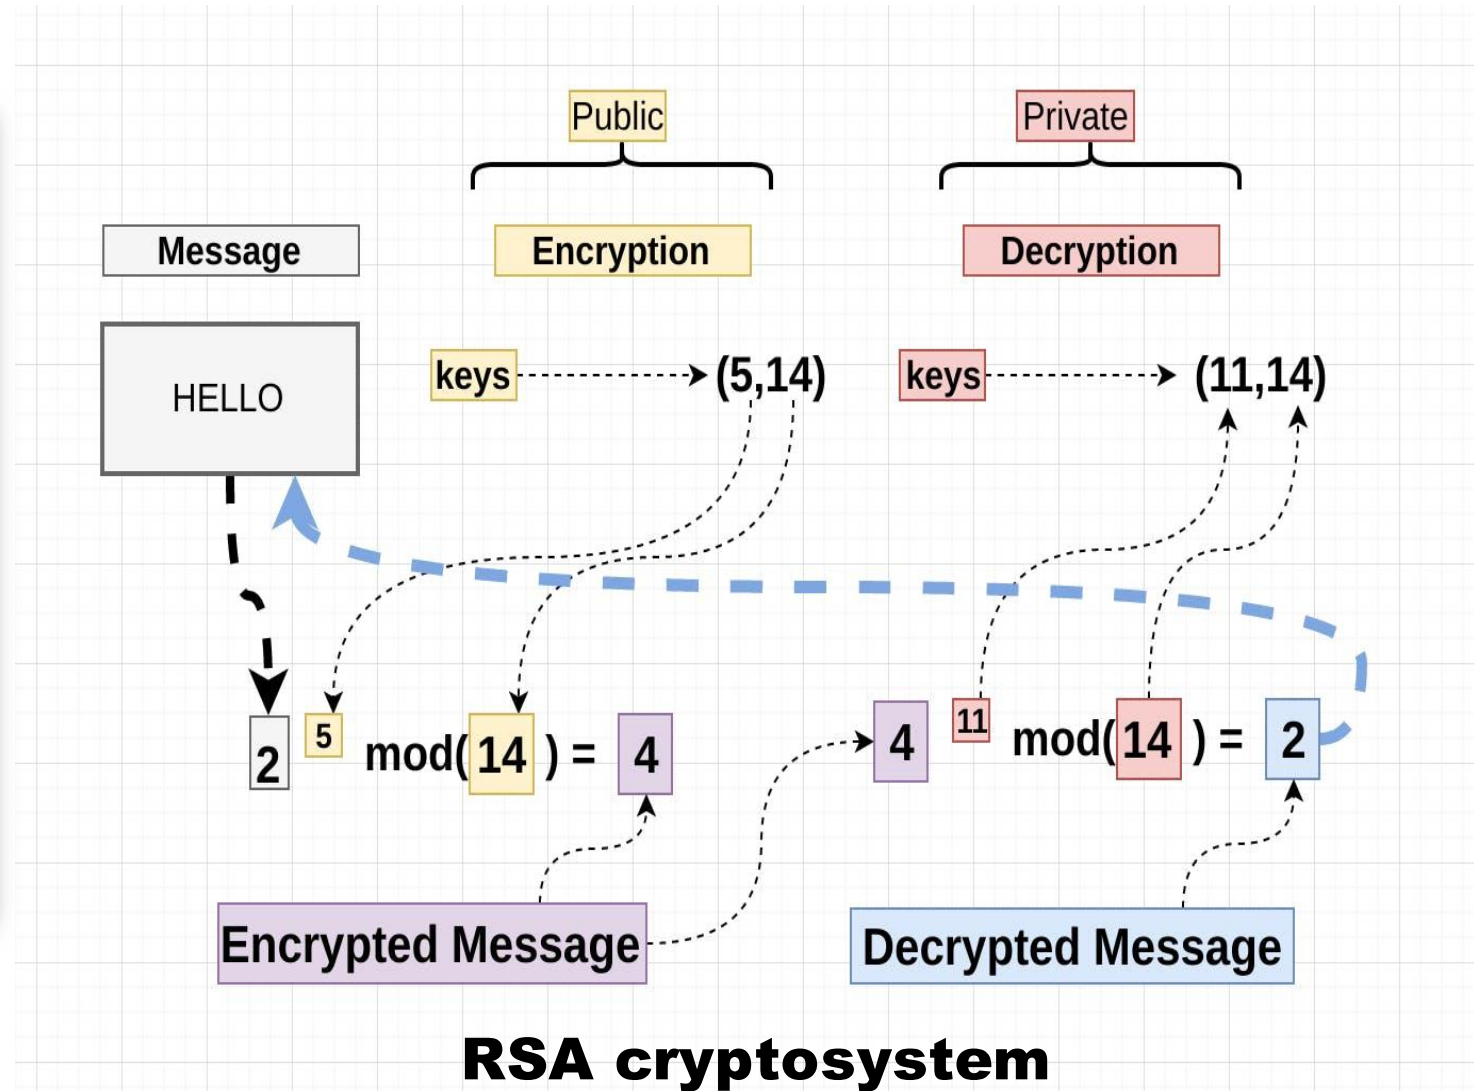 Public
Private
Message
Encryption
Decryption
HELLO
keys
(5,14)
keys
(11,14)
2 5 mod( 14 ) = 4
4 11 mod( 14 ) = 2
Encrypted Message
Decrypted Message
RSA cryptosystem